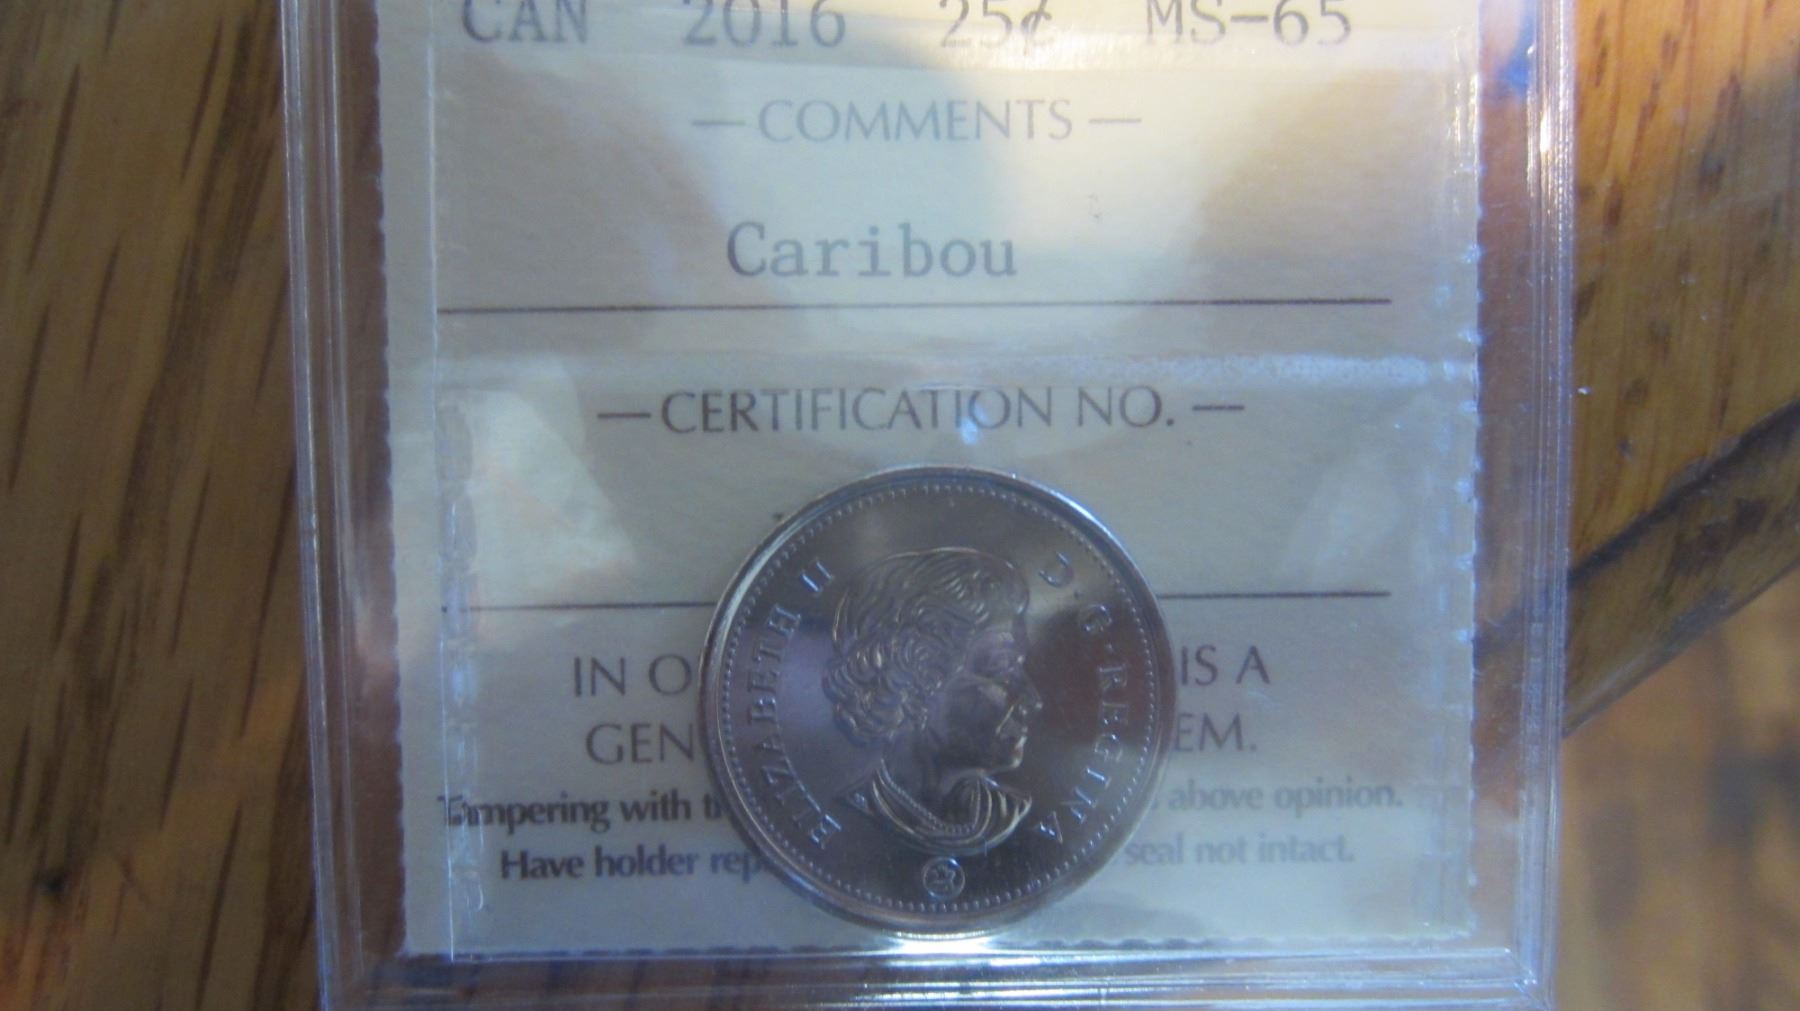 CAN 2016 25¢ MS-65
— COMMENTS —
Caribou
— CERTIFICATION NO. —
ELIZABETH II D·G·REGINA
IN O IS A
GEN EM.
Tampering with t above opinion.
Have holder rep seal not intact.